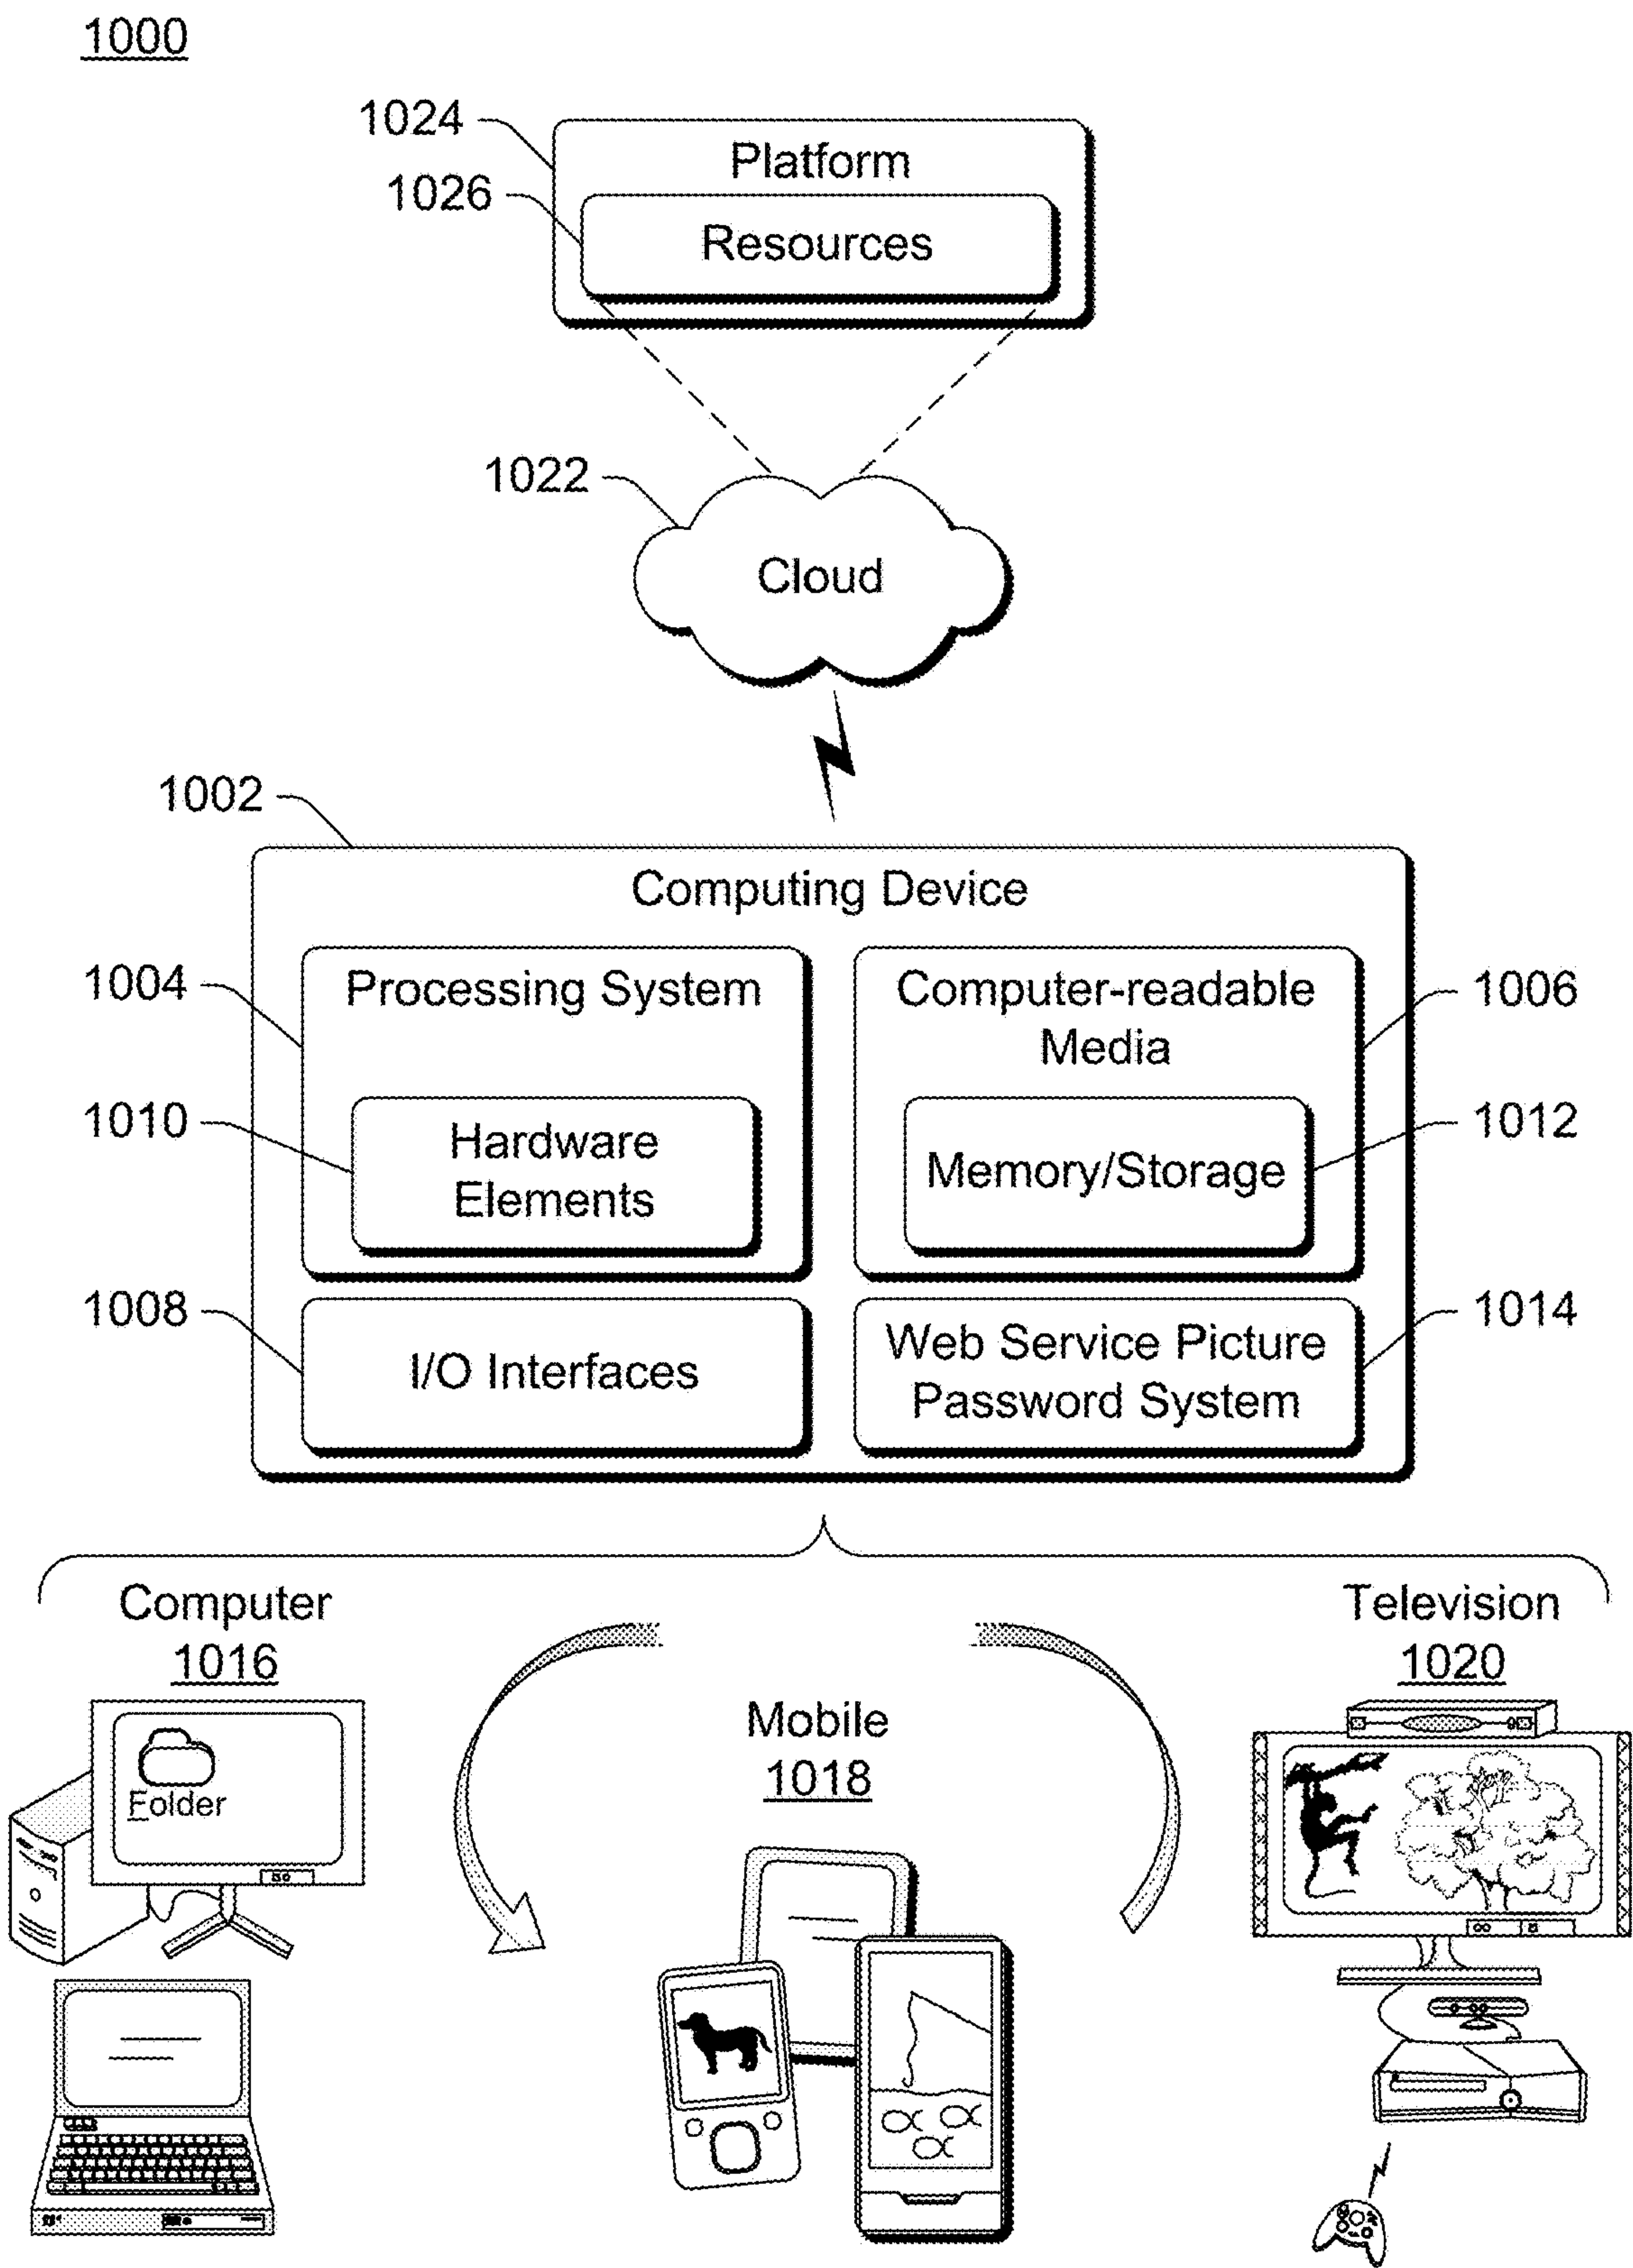 1000
1024
Platform
1026
Resources
1022
Cloud
1002
Computing Device
1004
Processing System
Computer-readable
Media
1006
1010
Hardware
Elements
Memory/Storage
1012
1008
I/O Interfaces
Web Service Picture
Password System
1014
Computer
1016
Folder
Mobile
1018
Television
1020